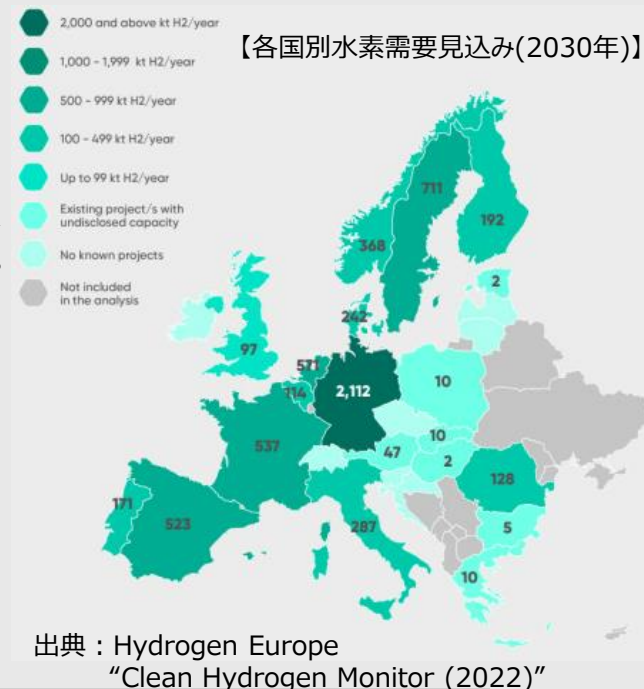 2,000 and above kt H2/year
【各国別水素需要見込み(2030年)】
1,000 - 1,999 kt H2/year
500 - 999 kt H2/year
100 - 499 kt H2/year
Up to 99 kt H2/year
Existing project/s with
undisclosed capacity
No known projects
Not included
in the analysis
711
192
368
2
242
97
571
114
2,112
10
10
537
47
2
128
171
523
287
5
10
出典：Hydrogen Europe
“Clean Hydrogen Monitor (2022)”